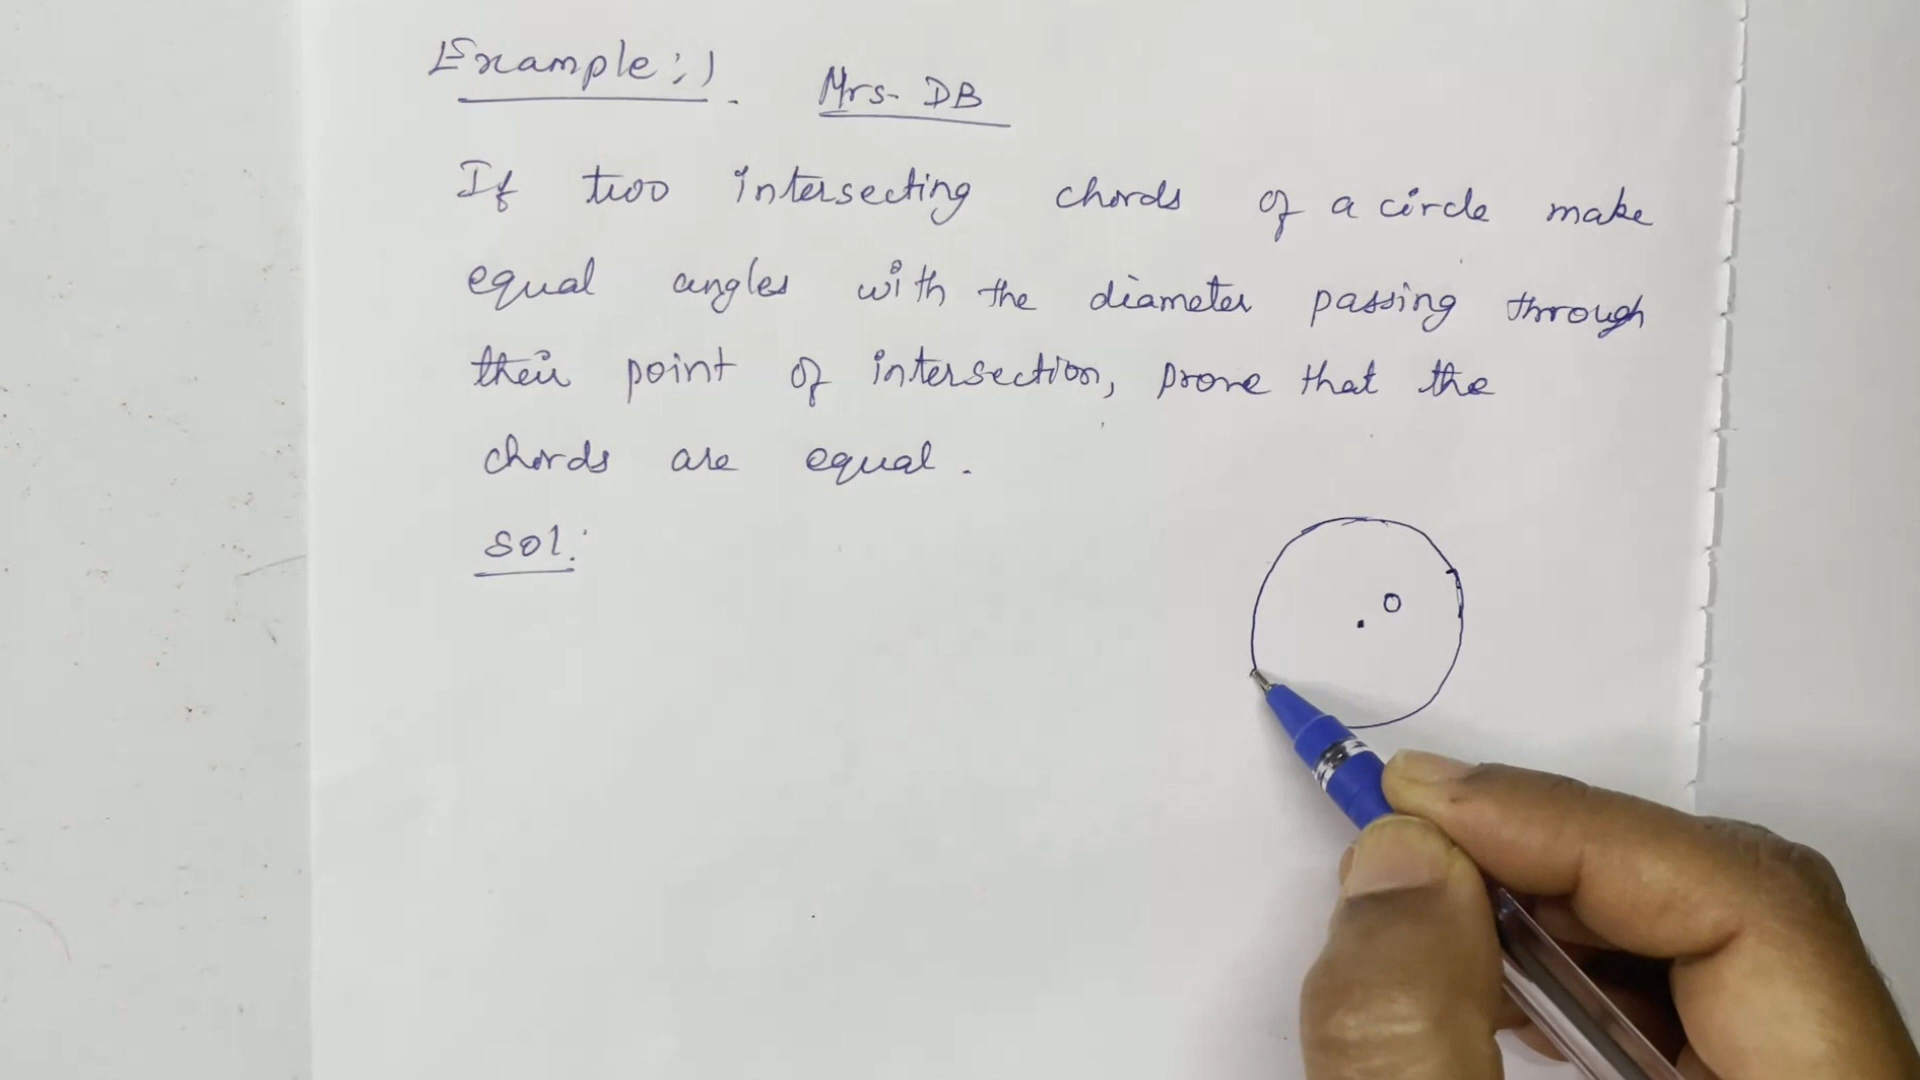 Example:1.
Mrs- DB
If two intersecting chords of a circle make
equal angles with the diameter passing through
their point of intersection, prove that the
chords are equal.
sol:
O